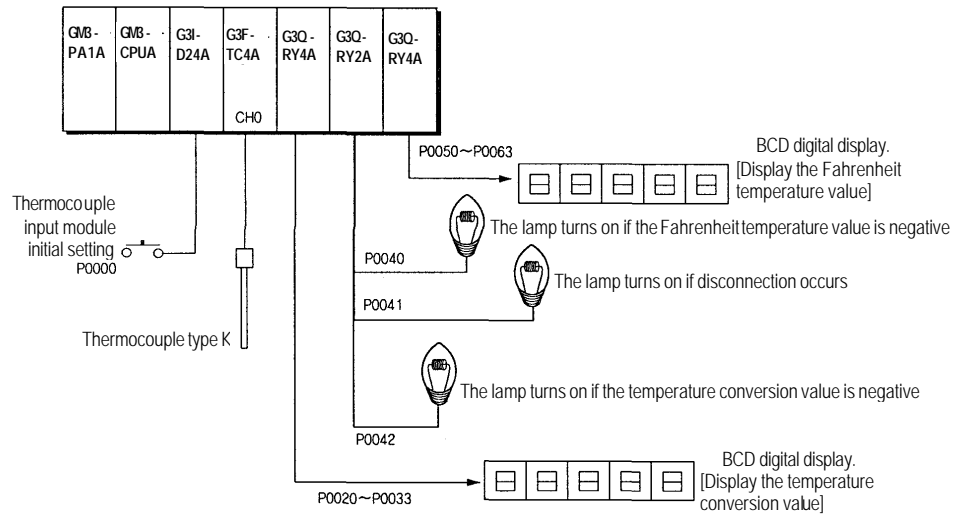 GM3-
PA1A
GM3-
CPUA
G3I-
D24A
G3F-
TC4A
G3Q-
RY4A
G3Q-
RY2A
G3Q-
RY4A
CH0
P0050~P0063
BCD digital display.
[Display the Fahrenheit
temperature value]
Thermocouple
input module
initial setting
P0000
The lamp turns on if the Fahrenheit temperature value is negative
P0040
The lamp turns on if disconnection occurs
P0041
Thermocouple type K
The lamp turns on if the temperature conversion value is negative
P0042
BCD digital display.
[Display the temperature
conversion value]
P0020~P0033